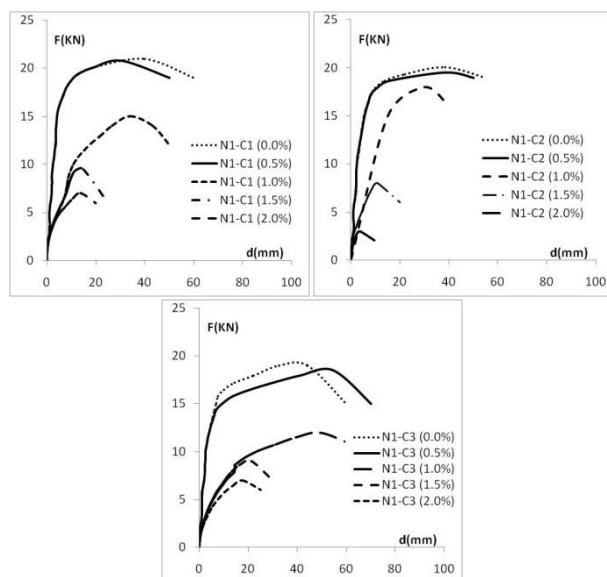 F(KN)
25
20
15
10
5
0
0 20 40 60 80 100
d(mm)
N1-C1 (0.0%)
N1-C1 (0.5%)
N1-C1 (1.0%)
N1-C1 (1.5%)
N1-C1 (2.0%)
F(KN)
25
20
15
10
5
0
0 20 40 60 80 100
d(mm)
N1-C2 (0.0%)
N1-C2 (0.5%)
N1-C2 (1.0%)
N1-C2 (1.5%)
N1-C2 (2.0%)
F(KN)
25
20
15
10
5
0
0 20 40 60 80 100
d(mm)
N1-C3 (0.0%)
N1-C3 (0.5%)
N1-C3 (1.0%)
N1-C3 (1.5%)
N1-C3 (2.0%)